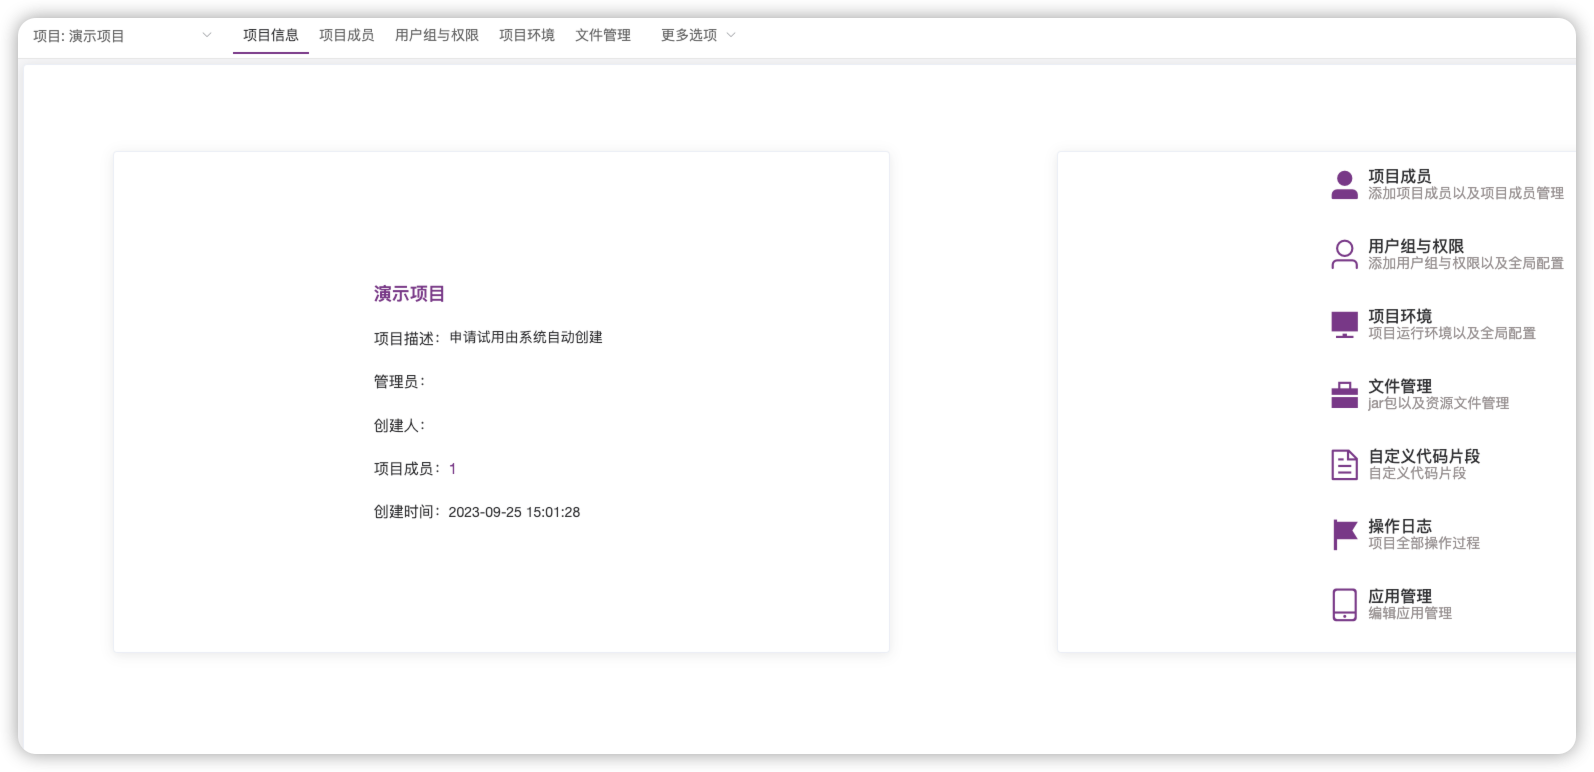 项目: 演示项目 项目信息 项目成员 用户组与权限 项目环境 文件管理 更多选项
演示项目
项目描述： 申请试用由系统自动创建
管理员：
创建人：
项目成员： 1
创建时间： 2023-09-25 15:01:28
项目成员
添加项目成员以及项目成员管理
用户组与权限
添加用户组与权限以及全局配置
项目环境
项目运行环境以及全局配置
文件管理
jar包以及资源文件管理
自定义代码片段
自定义代码片段
操作日志
项目全部操作过程
应用管理
编辑应用管理